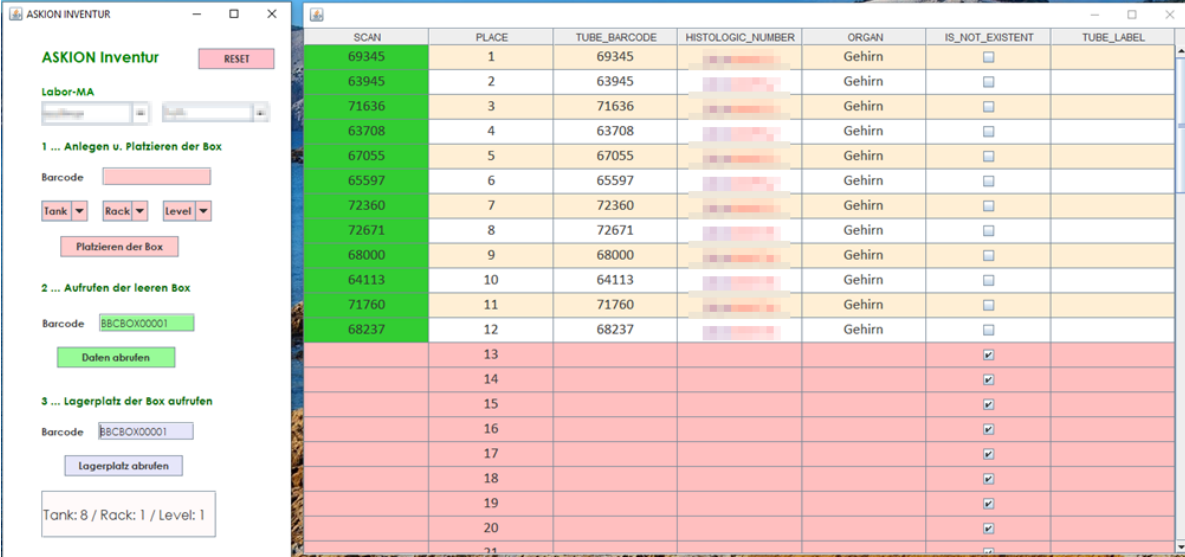 ASKION INVENTUR
ASKION Inventur
RESET
Labor-MA
1 ... Anlegen u. Platzieren der Box
Barcode
Tank Rack Level
Platzieren der Box
2 ... Aufrufen der leeren Box
Barcode BBCBOX00001
Daten abrufen
3 ... Lagerplatz der Box aufrufen
Barcode BBCBOX00001
Lagerplatz abrufen
Tank: 8 / Rack: 1 / Level: 1
SCAN PLACE TUBE_BARCODE HISTOLOGIC_NUMBER ORGAN IS_NOT_EXISTENT TUBE_LABEL
69345 1 69345 Gehirn
63945 2 63945 Gehirn
71636 3 71636 Gehirn
63708 4 63708 Gehirn
67055 5 67055 Gehirn
65597 6 65597 Gehirn
72360 7 72360 Gehirn
72671 8 72671 Gehirn
68000 9 68000 Gehirn
64113 10 64113 Gehirn
71760 11 71760 Gehirn
68237 12 68237 Gehirn
13
14
15
16
17
18
19
20
21